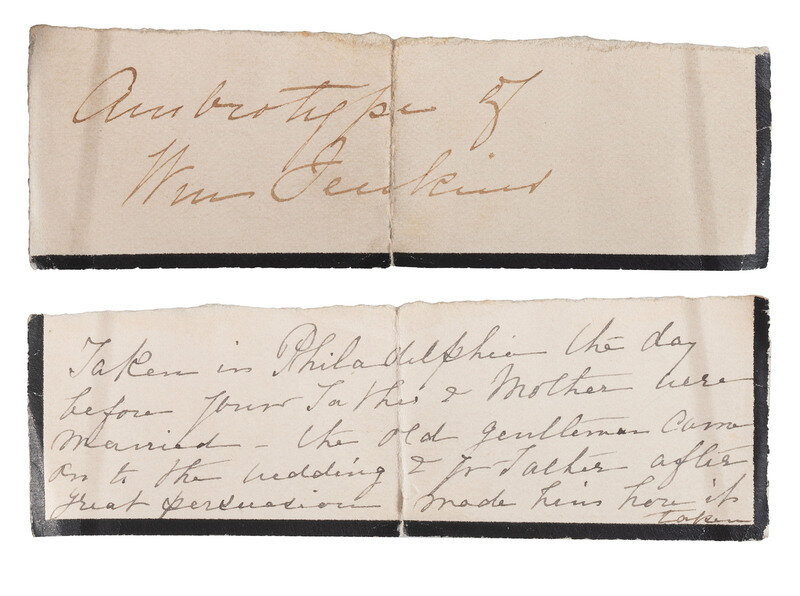 Ambrotype of
Wm Jenkins
Taken in Philadelphia the day
before your Father & Mother were
married - the old gentleman came
on to the wedding & yr Father after
great persuasion made him have it
taken